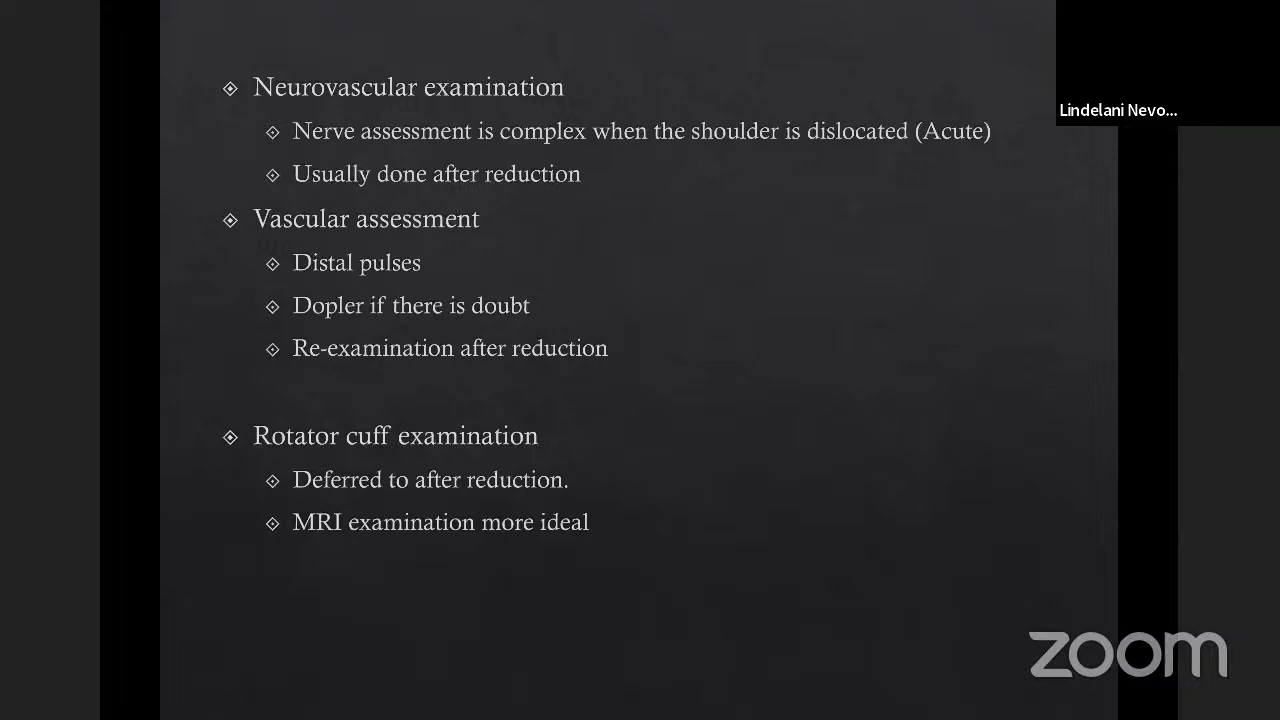 Neurovascular examination
Nerve assessment is complex when the shoulder is dislocated (Acute)
Usually done after reduction
Vascular assessment
Distal pulses
Dopler if there is doubt
Re-examination after reduction
Rotator cuff examination
Deferred to after reduction.
MRI examination more ideal
Lindelani Nevo...
zoom